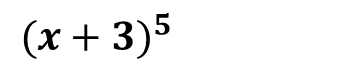 (x + 3)⁵